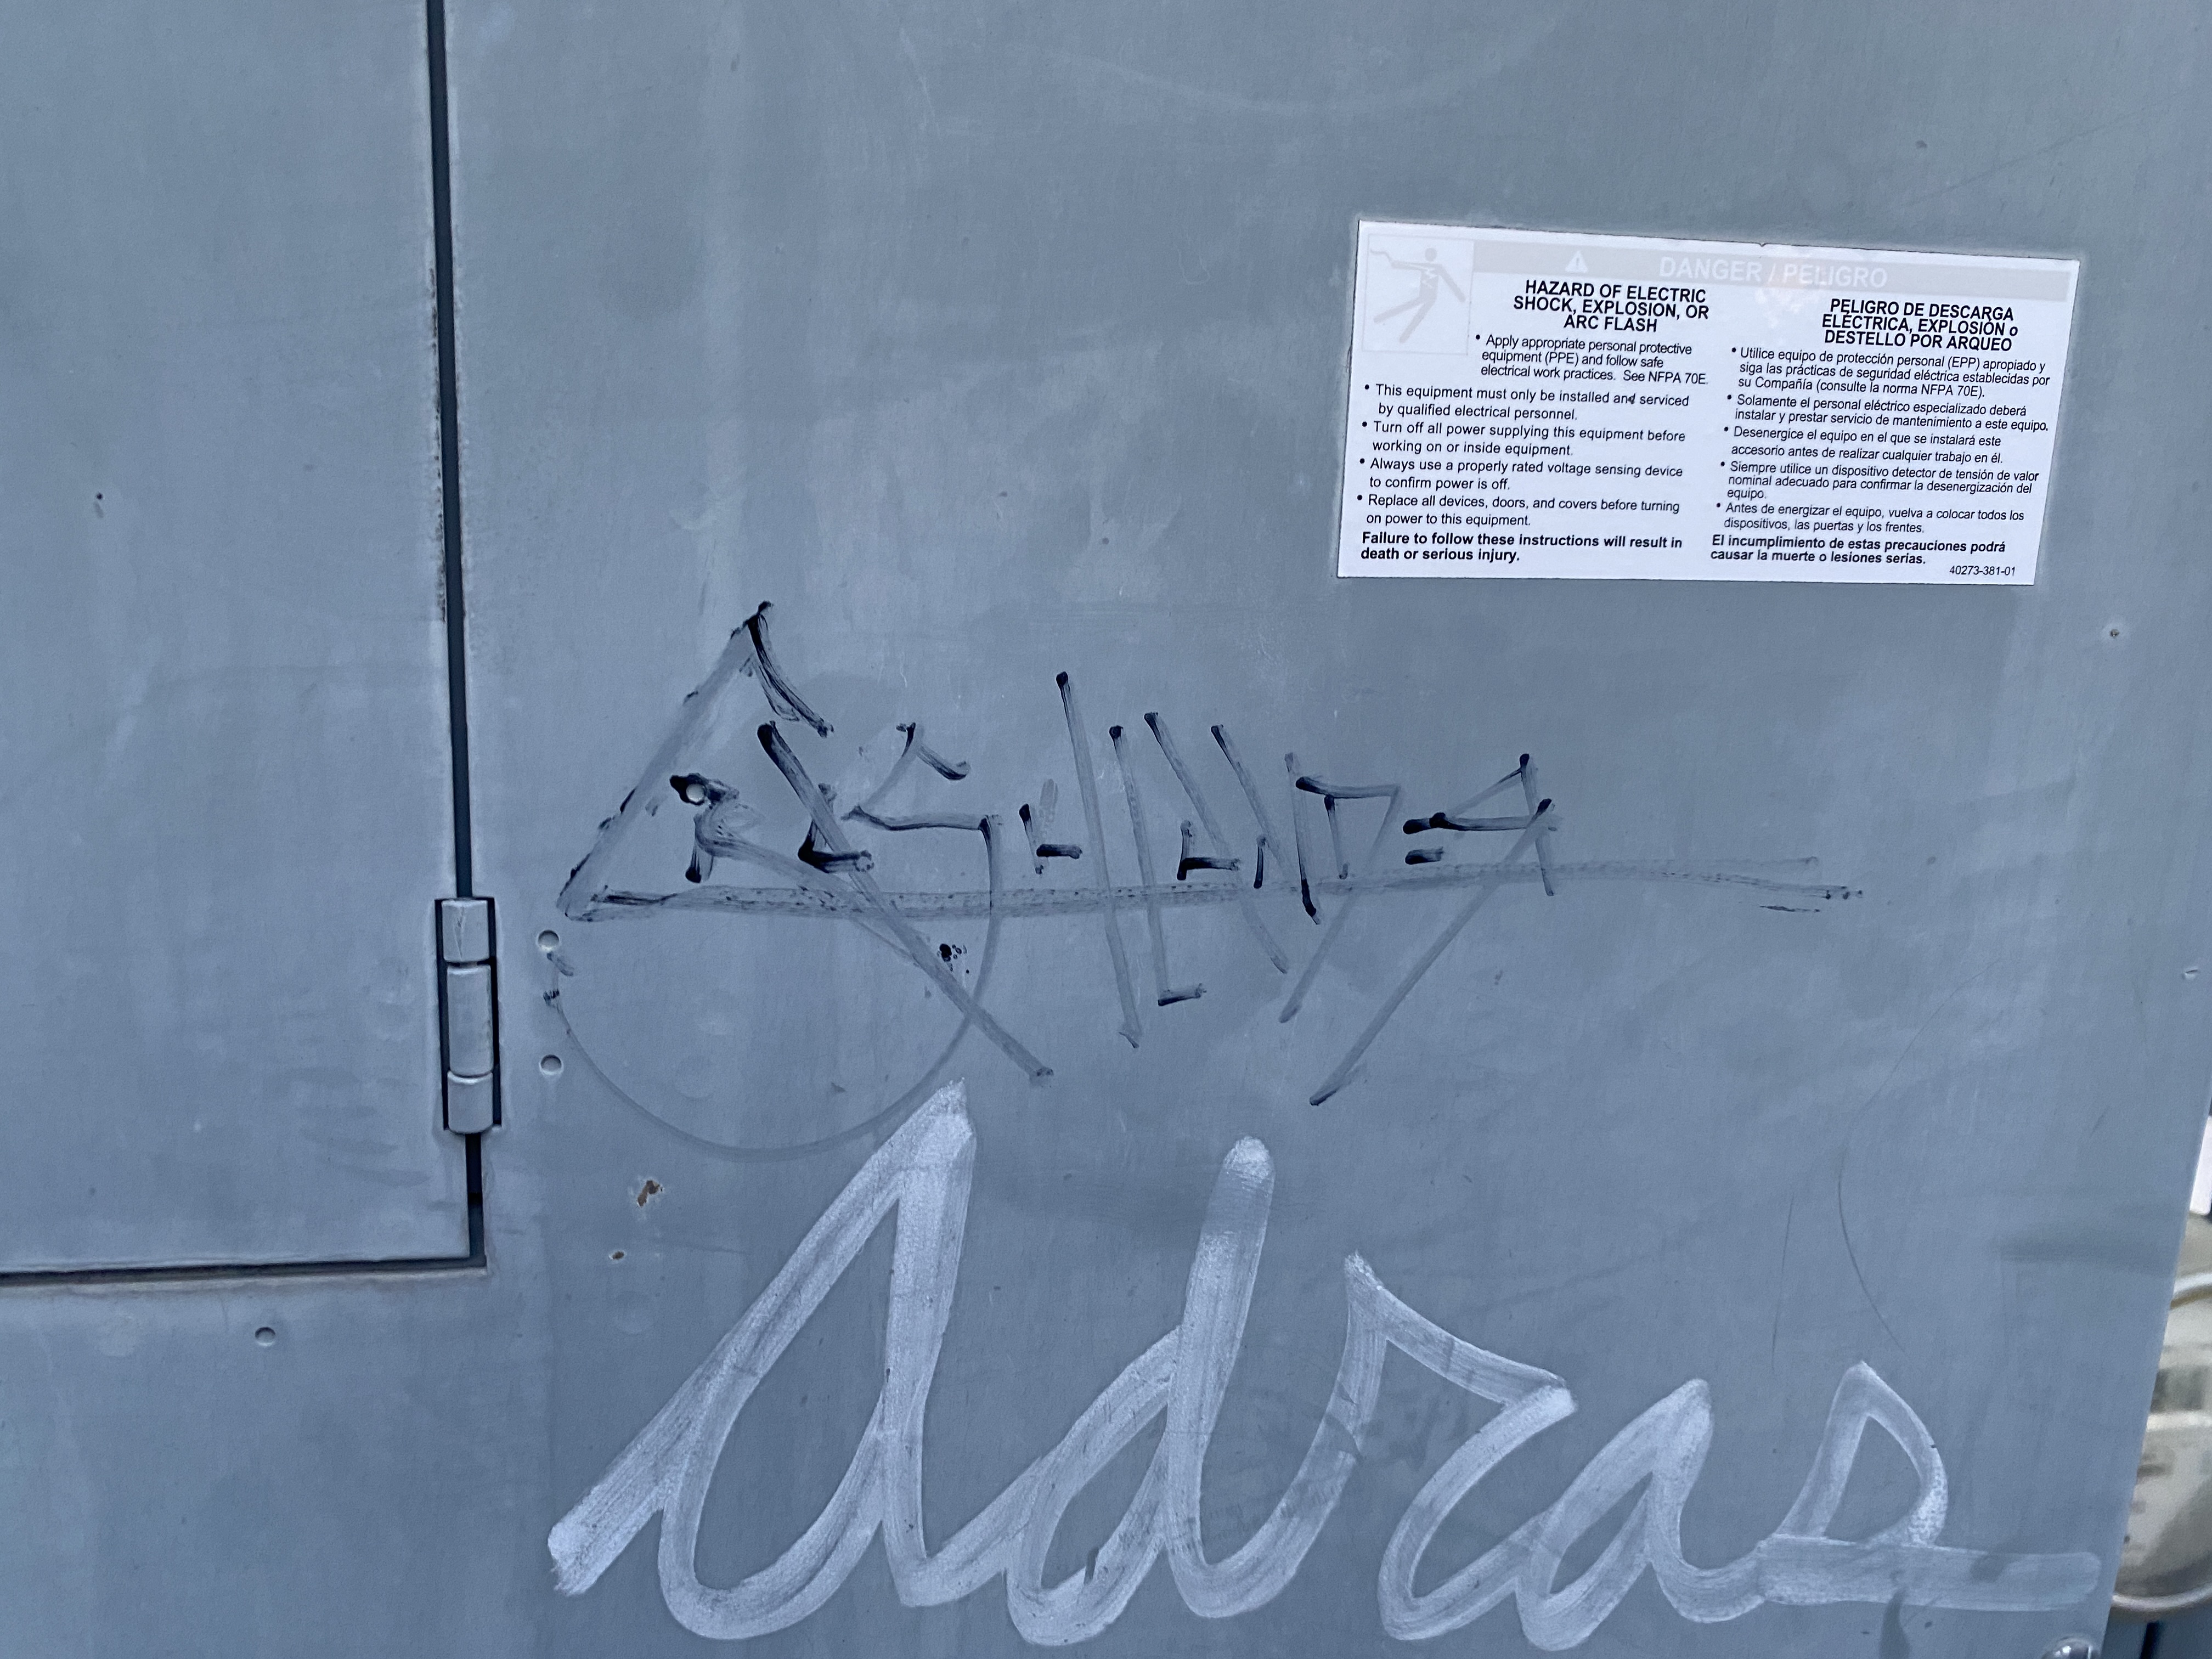 DANGER / PELIGRO
HAZARD OF ELECTRIC
SHOCK, EXPLOSION, OR
ARC FLASH
• Apply appropriate personal protective
equipment (PPE) and follow safe
electrical work practices. See NFPA 70E.
• This equipment must only be installed and serviced
by qualified electrical personnel.
• Turn off all power supplying this equipment before
working on or inside equipment.
• Always use a properly rated voltage sensing device
to confirm power is off.
• Replace all devices, doors, and covers before turning
on power to this equipment.
Failure to follow these instructions will result in
death or serious injury.
PELIGRO DE DESCARGA
ELÉCTRICA, EXPLOSIÓN o
DESTELLO POR ARQUEO
• Utilice equipo de protección personal (EPP) apropiado y
siga las prácticas de seguridad eléctrica establecidas por
su Compañía (consulte la norma NFPA 70E).
• Solamente el personal eléctrico especializado deberá
instalar y prestar servicio de mantenimiento a este equipo.
• Desenergice el equipo en el que se instalará este
accesorio antes de realizar cualquier trabajo en él.
• Siempre utilice un dispositivo detector de tensión de valor
nominal adecuado para confirmar la desenergización del
equipo.
• Antes de energizar el equipo, vuelva a colocar todos los
dispositivos, las puertas y los frentes.
El incumplimiento de estas precauciones podrá
causar la muerte o lesiones serias.
40273-381-01
adras